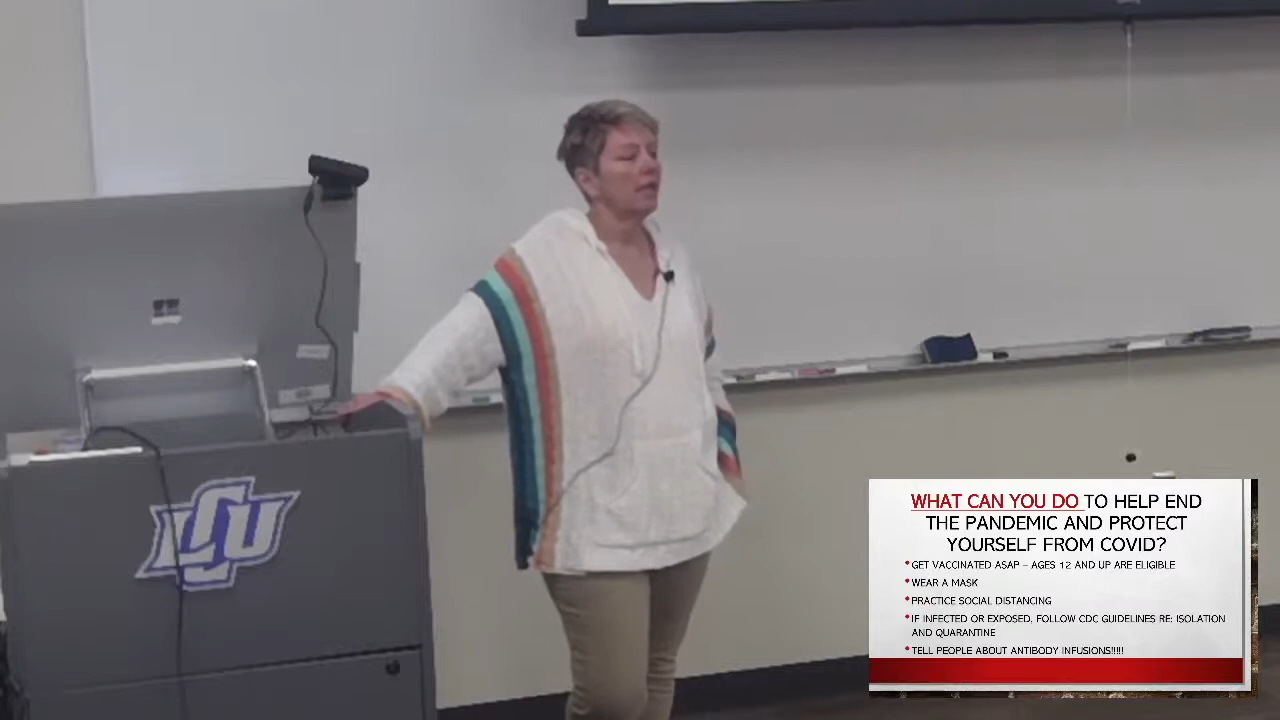 LCU
WHAT CAN YOU DO TO HELP END
THE PANDEMIC AND PROTECT
YOURSELF FROM COVID?
•GET VACCINATED ASAP – AGES 12 AND UP ARE ELIGIBLE
•WEAR A MASK
•PRACTICE SOCIAL DISTANCING
•IF INFECTED OR EXPOSED, FOLLOW CDC GUIDELINES RE: ISOLATION
AND QUARANTINE
•TELL PEOPLE ABOUT ANTIBODY INFUSIONS!!!!!